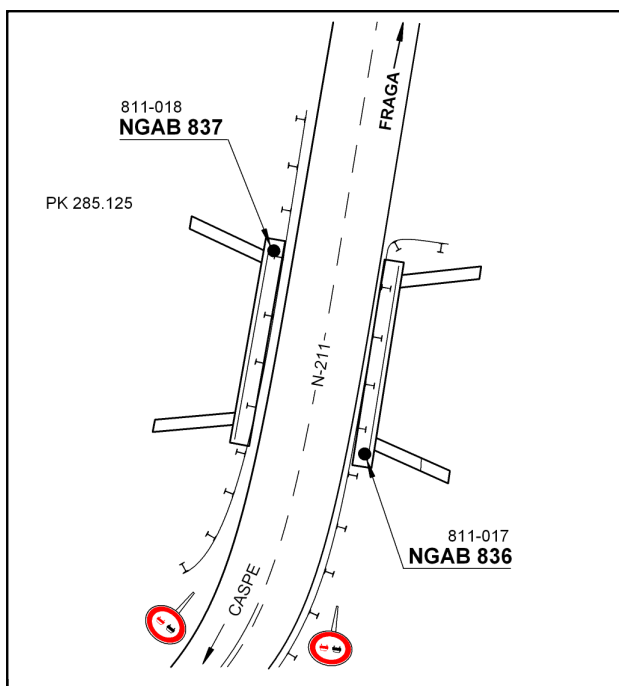 FRAGA
811-018
NGAB 837
PK 285.125
N-211
811-017
NGAB 836
CASPE